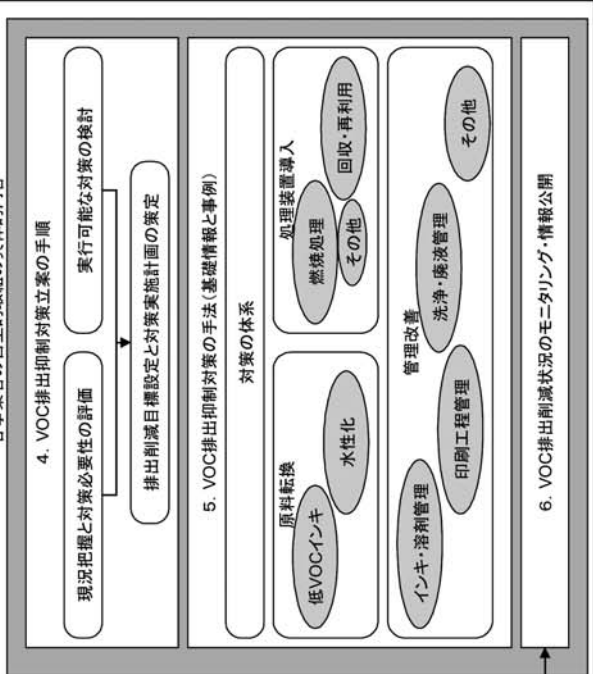 4. VOC排出抑制対策立案の手順
現況把握と対策必要性の評価
実行可能な対策の検討
排出削減目標設定と対策実施計画の策定
5. VOC排出抑制対策の手法(基礎情報と事例)
対策の体系
原料転換
低VOCインキ
水性化
処理装置導入
燃焼処理
回収・再利用
その他
管理改善
インキ・溶剤管理
印刷工程管理
洗浄・廃液管理
その他
6. VOC排出削減状況のモニタリング・情報公開